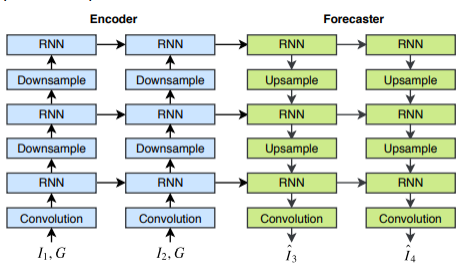 Encoder Forecaster
RNN RNN RNN RNN
Downsample Downsample Upsample Upsample
RNN RNN RNN RNN
Downsample Downsample Upsample Upsample
RNN RNN RNN RNN
Convolution Convolution Convolution Convolution
I₁, G I₂, G Î₃ Î₄